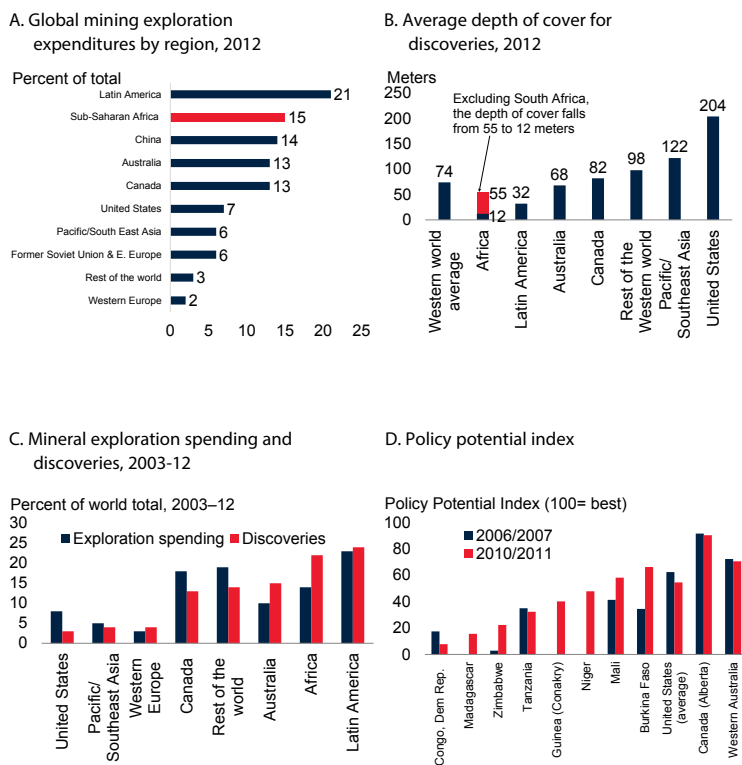 A. Global mining exploration
expenditures by region, 2012
Percent of total
Latin America 21
Sub-Saharan Africa 15
China 14
Australia 13
Canada 13
United States 7
Pacific/South East Asia 6
Former Soviet Union & E. Europe 6
Rest of the world 3
Western Europe 2
0 5 10 15 20 25
B. Average depth of cover for
discoveries, 2012
Meters
250
200
150
100
50
0
Excluding South Africa,
the depth of cover falls
from 55 to 12 meters
74
55
12
32
68
82
98
122
204
Western world
average
Africa
Latin America
Australia
Canada
Rest of the
Western world
Pacific/
Southeast Asia
United States
C. Mineral exploration spending and
discoveries, 2003-12
Percent of world total, 2003–12
30
25
20
15
10
5
0
Exploration spending
Discoveries
United States
Pacific/
Southeast Asia
Western
Europe
Canada
Rest of the
world
Australia
Africa
Latin America
D. Policy potential index
Policy Potential Index (100= best)
100
80
60
40
20
0
2006/2007
2010/2011
Congo, Dem Rep.
Madagascar
Zimbabwe
Tanzania
Guinea (Conakry)
Niger
Mali
Burkina Faso
United States
(average)
Canada (Alberta)
Western Australia